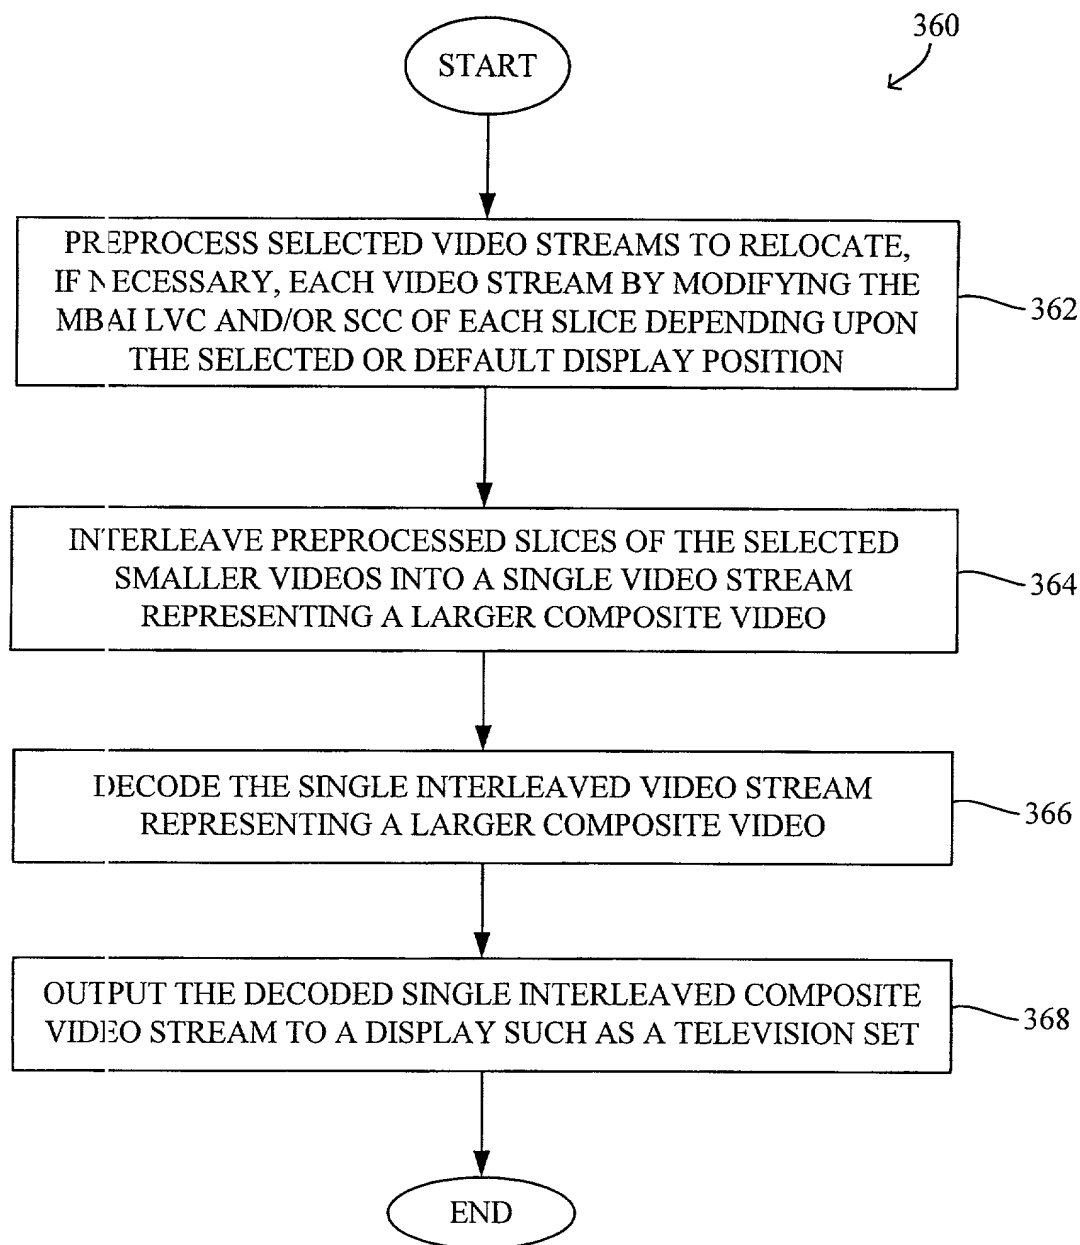 360
START
PREPROCESS SELECTED VIDEO STREAMS TO RELOCATE,
IF NECESSARY, EACH VIDEO STREAM BY MODIFYING THE
MBAI LVC AND/OR SCC OF EACH SLICE DEPENDING UPON
THE SELECTED OR DEFAULT DISPLAY POSITION
362
INTERLEAVE PREPROCESSED SLICES OF THE SELECTED
SMALLER VIDEOS INTO A SINGLE VIDEO STREAM
REPRESENTING A LARGER COMPOSITE VIDEO
364
DECODE THE SINGLE INTERLEAVED VIDEO STREAM
REPRESENTING A LARGER COMPOSITE VIDEO
366
OUTPUT THE DECODED SINGLE INTERLEAVED COMPOSITE
VIDEO STREAM TO A DISPLAY SUCH AS A TELEVISION SET
368
END